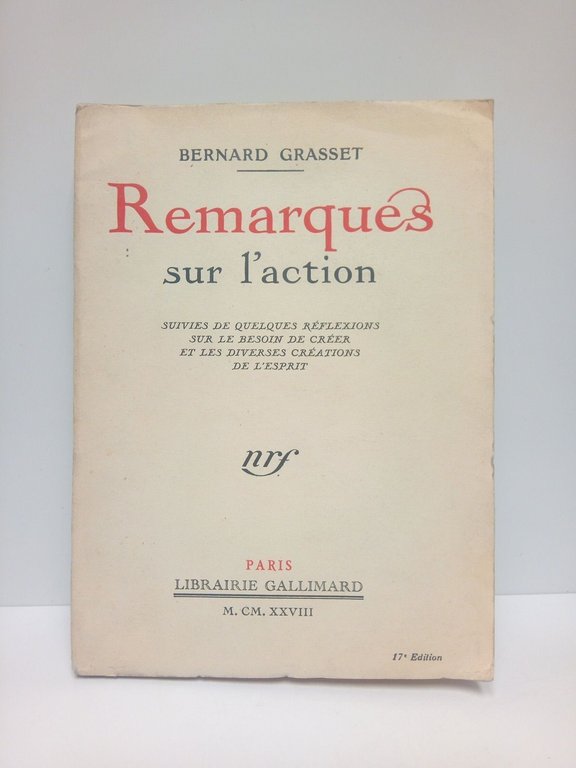 BERNARD GRASSET
Remarques
sur l'action
SUIVIES DE QUELQUES RÉFLEXIONS
SUR LE BESOIN DE CRÉER
ET LES DIVERSES CRÉATIONS
DE L'ESPRIT
nrf
PARIS
LIBRAIRIE GALLIMARD
M. CM. XXVIII
17e Edition